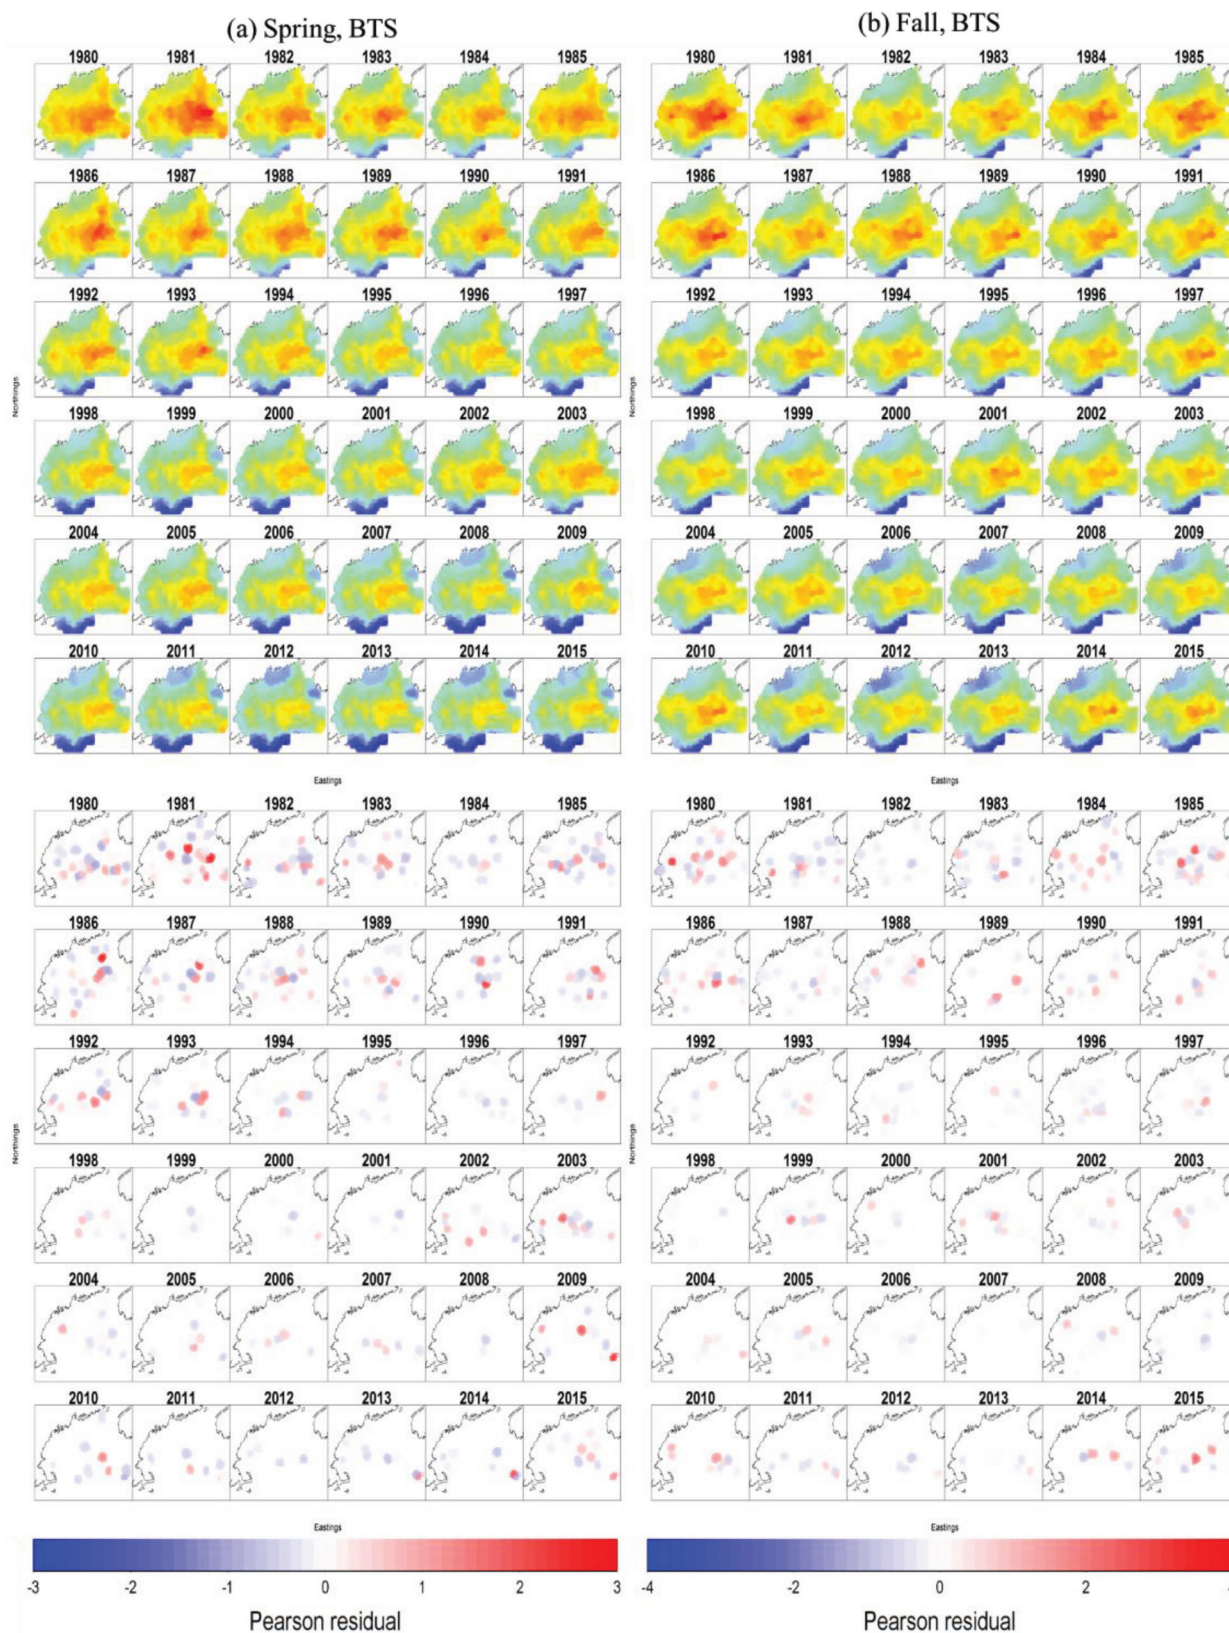 (a) Spring, BTS
1980 1981 1982 1983 1984 1985
1986 1987 1988 1989 1990 1991
1992 1993 1994 1995 1996 1997
Northings
1998 1999 2000 2001 2002 2003
2004 2005 2006 2007 2008 2009
2010 2011 2012 2013 2014 2015
Eastings
1980 1981 1982 1983 1984 1985
1986 1987 1988 1989 1990 1991
1992 1993 1994 1995 1996 1997
Northings
1998 1999 2000 2001 2002 2003
2004 2005 2006 2007 2008 2009
2010 2011 2012 2013 2014 2015
Eastings
-3 -2 -1 0 1 2 3
Pearson residual
(b) Fall, BTS
1980 1981 1982 1983 1984 1985
1986 1987 1988 1989 1990 1991
1992 1993 1994 1995 1996 1997
Northings
1998 1999 2000 2001 2002 2003
2004 2005 2006 2007 2008 2009
2010 2011 2012 2013 2014 2015
Eastings
1980 1981 1982 1983 1984 1985
1986 1987 1988 1989 1990 1991
1992 1993 1994 1995 1996 1997
Northings
1998 1999 2000 2001 2002 2003
2004 2005 2006 2007 2008 2009
2010 2011 2012 2013 2014 2015
Eastings
-4 -2 0 2
Pearson residual